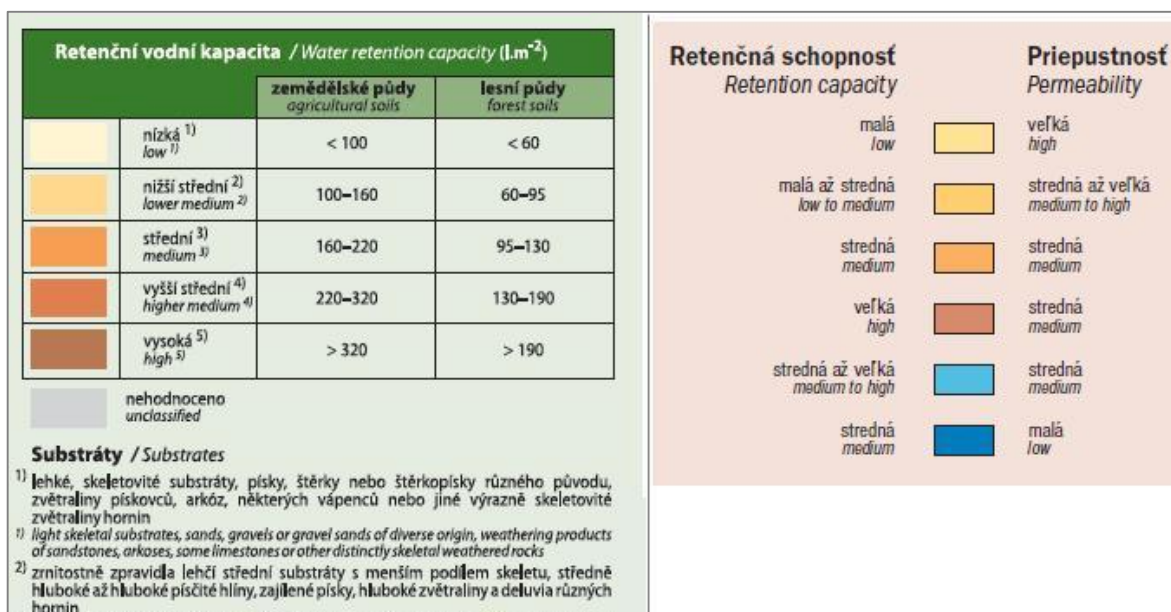 Retenční vodní kapacita / Water retention capacity (l.m⁻²)
zemědělské půdy
agricultural soils
lesní půdy
forest soils
nízká 1)
low 1)
< 100
< 60
nižší střední 2)
lower medium 2)
100–160
60–95
střední 3)
medium 3)
160–220
95–130
vyšší střední 4)
higher medium 4)
220–320
130–190
vysoká 5)
high 5)
> 320
> 190
nehodnoceno
unclassified
Substráty / Substrates
1) lehké, skeletovité substráty, písky, štěrky nebo štěrkopísky různého původu,
zvětraliny pískovců, arkóz, některých vápenců nebo jiné výrazně skeletovité
zvětraliny hornin
1) light skeletal substrates, sands, gravels or gravel sands of diverse origin, weathering products
of sandstones, arkoses, some limestones or other distinctly skeletal weathered rocks
2) zrnitostně zpravidla lehčí střední substráty s menším podílem skeletu, středně
hluboké až hluboké písčité hlíny, zajílené písky, hluboké zvětraliny a deluvia různých
hornin
Retenčná schopnosť
Retention capacity
Priepustnosť
Permeability
malá
low
veľká
high
malá až stredná
low to medium
stredná až veľká
medium to high
stredná
medium
stredná
medium
veľká
high
stredná
medium
stredná až veľká
medium to high
stredná
medium
stredná
medium
malá
low